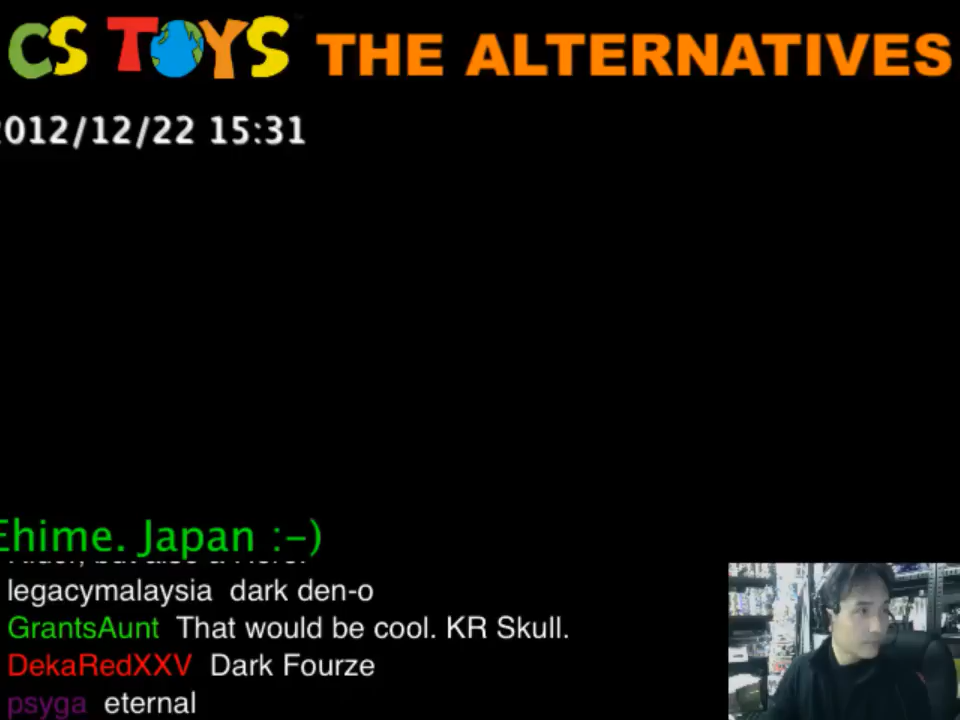 CS TOYS THE ALTERNATIVES
2012/12/22 15:31
Ehime. Japan :-)
legacymalaysia dark den-o
GrantsAunt That would be cool. KR Skull.
DekaRedXXV Dark Fourze
psyga eternal